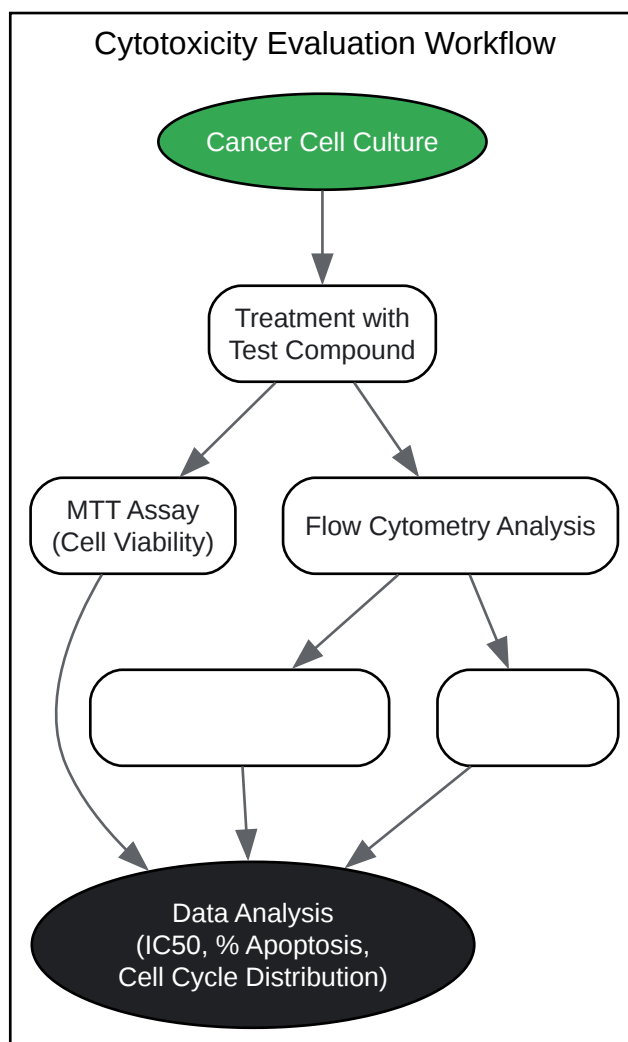 Cytotoxicity Evaluation Workflow
Cancer Cell Culture
Treatment with
Test Compound
MTT Assay
(Cell Viability)
Flow Cytometry Analysis
Data Analysis
(IC50, % Apoptosis,
Cell Cycle Distribution)